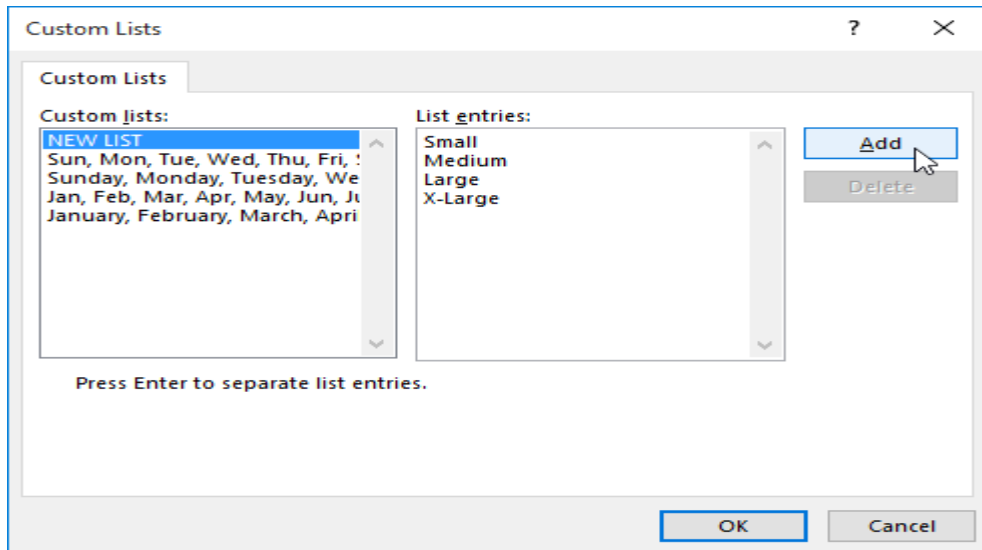 Custom Lists
?
Custom Lists
Custom lists:
List entries:
NEW LIST
Sun, Mon, Tue, Wed, Thu, Fri,
Sunday, Monday, Tuesday, We
Jan, Feb, Mar, Apr, May, Jun,
January, February, March, Apri
Small
Medium
Large
X-Large
Add
Delete
Press Enter to separate list entries.
OK
Cancel